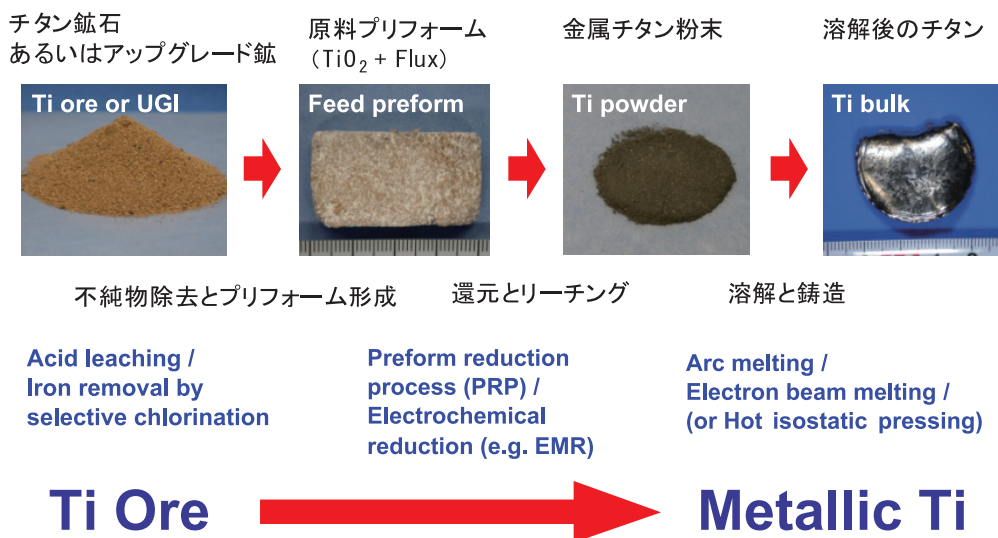 チタン鉱石
あるいはアップグレード鉱
原料プリフォーム
（TiO₂ + Flux）
金属チタン粉末
溶解後のチタン
Ti ore or UGI
Feed preform
Ti powder
Ti bulk
不純物除去とプリフォーム形成
還元とリーチング
溶解と鋳造
Acid leaching /
Iron removal by
selective chlorination
Preform reduction
process (PRP) /
Electrochemical
reduction (e.g. EMR)
Arc melting /
Electron beam melting /
(or Hot isostatic pressing)
Ti Ore
Metallic Ti